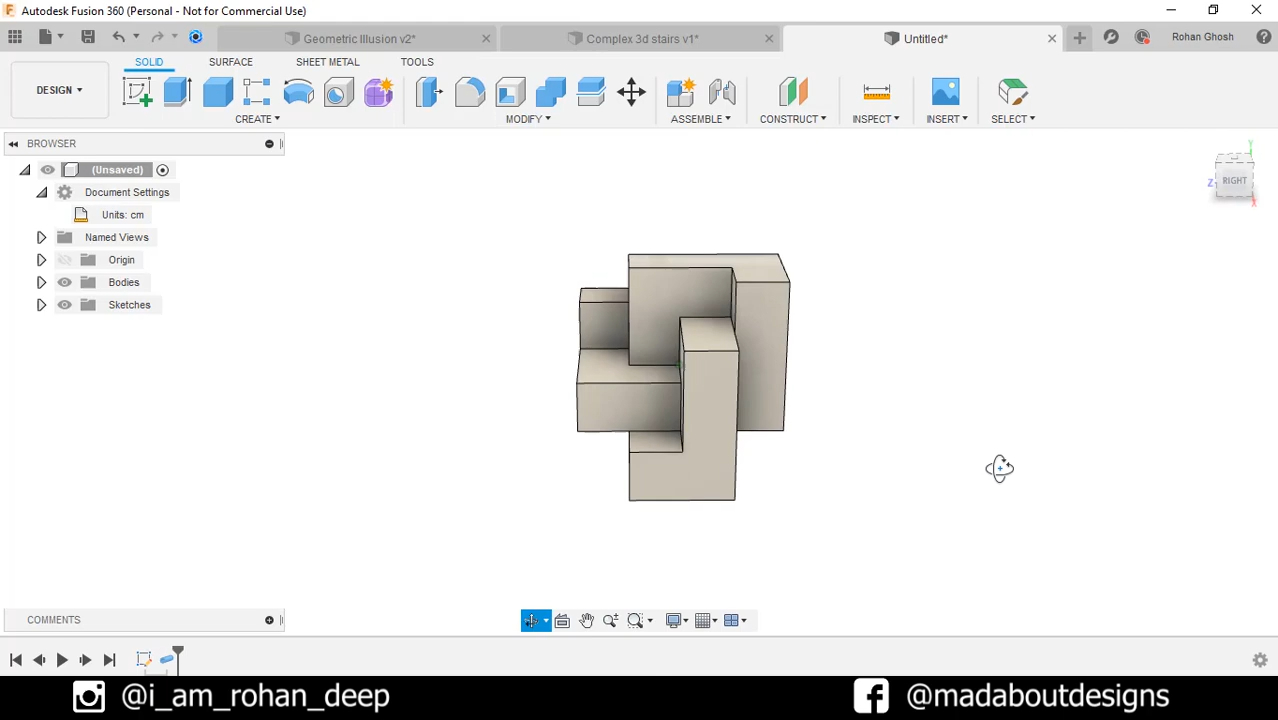 Autodesk Fusion 360 (Personal - Not for Commercial Use)
Geometric Illusion v2*
Complex 3d stairs v1*
Untitled*
Rohan Ghosh
SOLID
SURFACE
SHEET METAL
TOOLS
DESIGN
CREATE
MODIFY
ASSEMBLE
CONSTRUCT
INSPECT
INSERT
SELECT
BROWSER
(Unsaved)
Document Settings
Units: cm
Named Views
Origin
Bodies
Sketches
Y
Z
RIGHT
X
COMMENTS
@i_am_rohan_deep
@madaboutdesigns